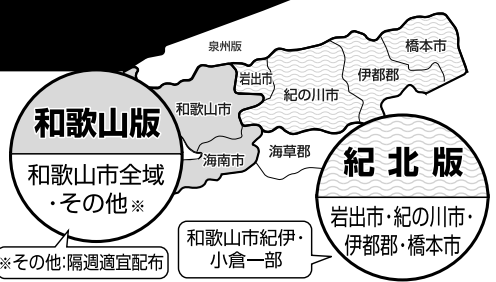 泉州版
橋本市
伊都郡
岩出市
紀の川市
和歌山市
海南市
海草郡
和歌山版
和歌山市全域
・その他※
※その他:隔週適宜配布
紀北版
岩出市・紀の川市・
伊都郡・橋本市
和歌山市紀伊・
小倉一部